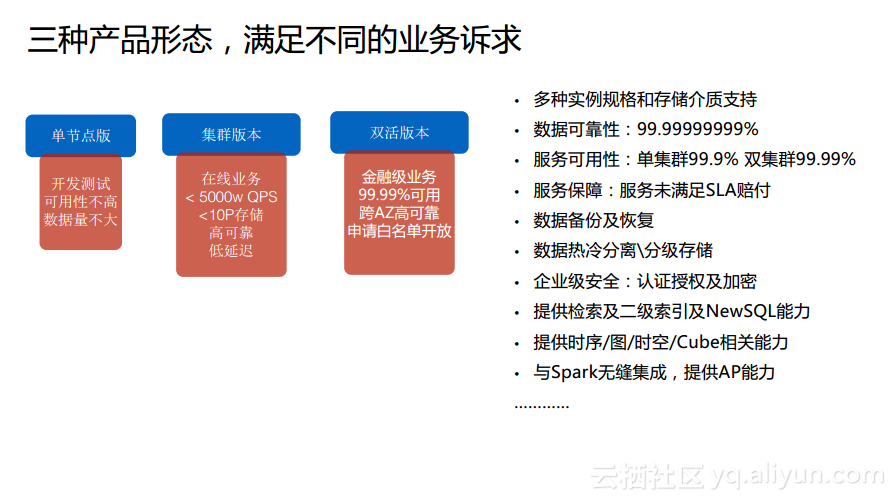 三种产品形态，满足不同的业务诉求
单节点版
开发测试
可用性不高
数据量不大
集群版本
在线业务
< 5000w QPS
<10P存储
高可靠
低延迟
双活版本
金融级业务
99.99%可用
跨AZ高可靠
申请白名单开放
• 多种实例规格和存储介质支持
• 数据可靠性：99.99999999%
• 服务可用性：单集群99.9% 双集群99.99%
• 服务保障：服务未满足SLA赔付
• 数据备份及恢复
• 数据热冷分离\分级存储
• 企业级安全：认证授权及加密
• 提供检索及二级索引及NewSQL能力
• 提供时序/图/时空/Cube相关能力
• 与Spark无缝集成，提供AP能力
…………
云栖社区 yq.aliyun.com